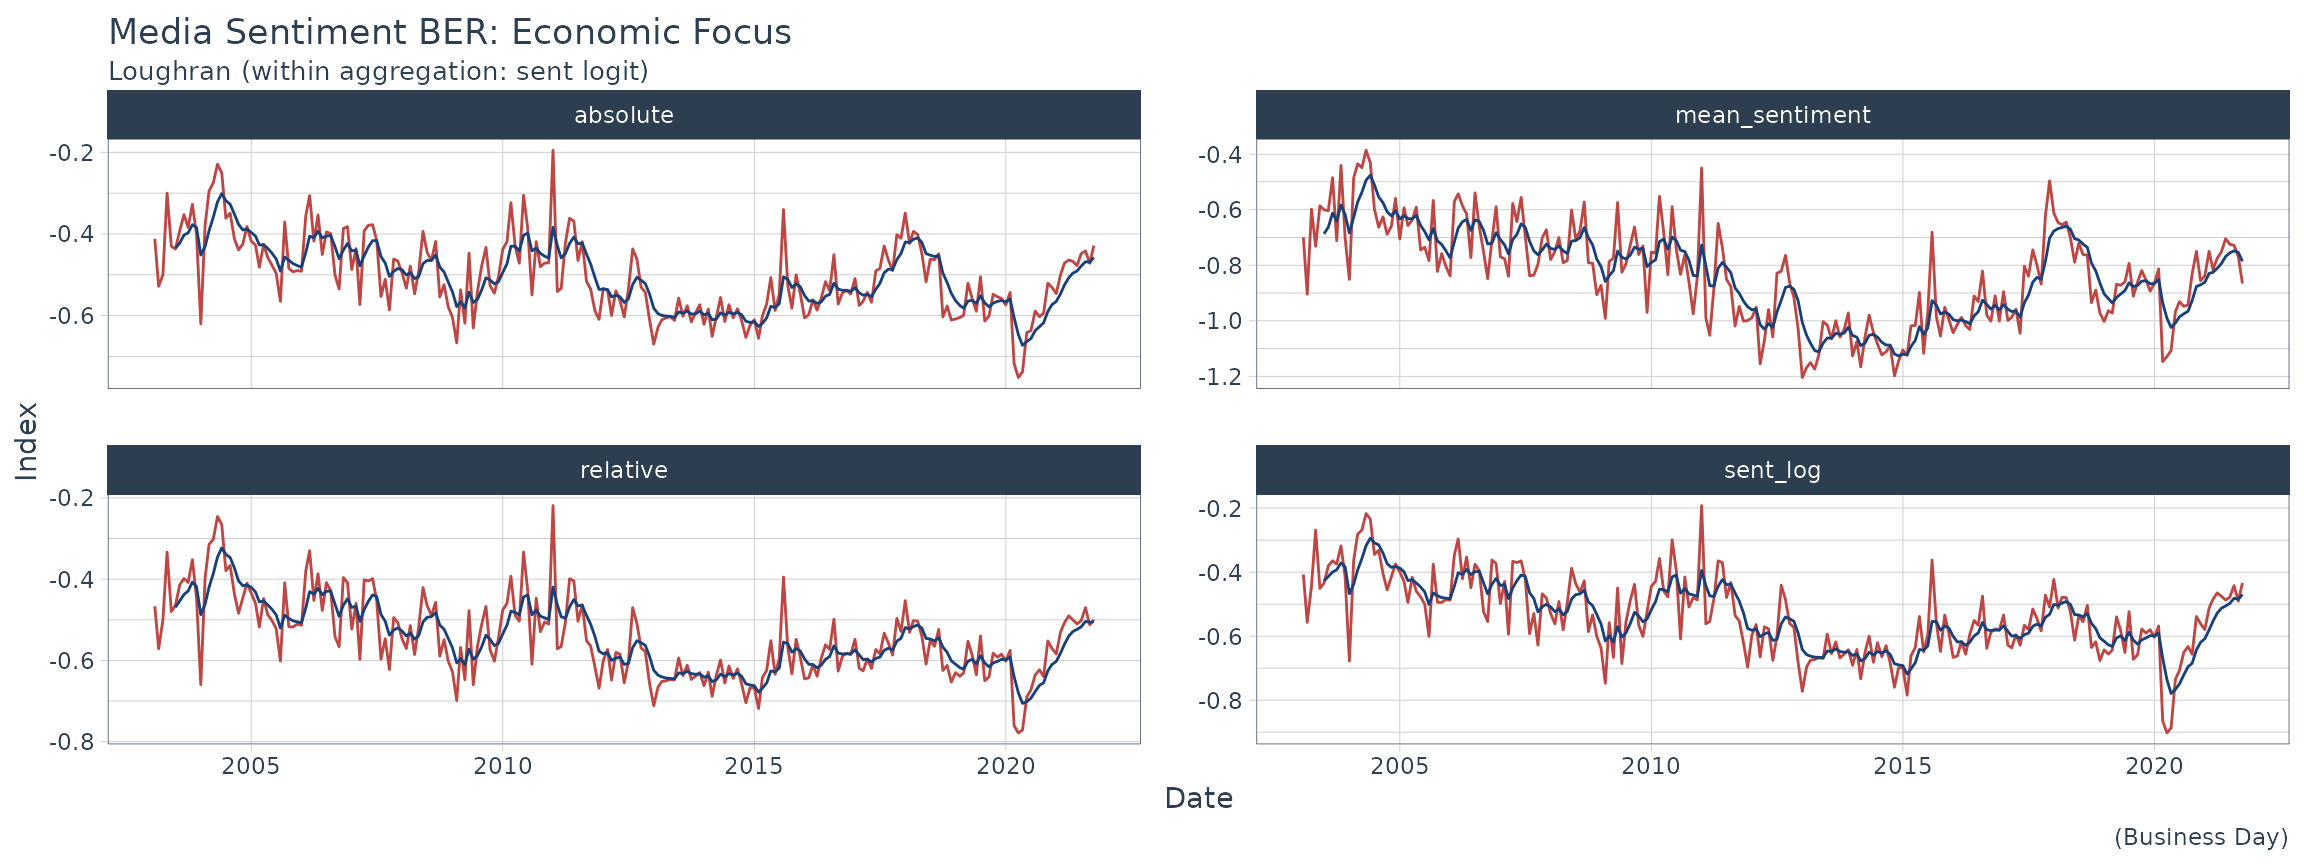 Media Sentiment BER: Economic Focus
Loughran (within aggregation: sent logit)
absolute
mean_sentiment
-0.2
-0.4
-0.6
-0.4
-0.6
-0.8
-1.0
-1.2
Index
relative
sent_log
-0.2
-0.4
-0.6
-0.8
-0.2
-0.4
-0.6
-0.8
2005 2010 2015 2020
2005 2010 2015 2020
Date
(Business Day)